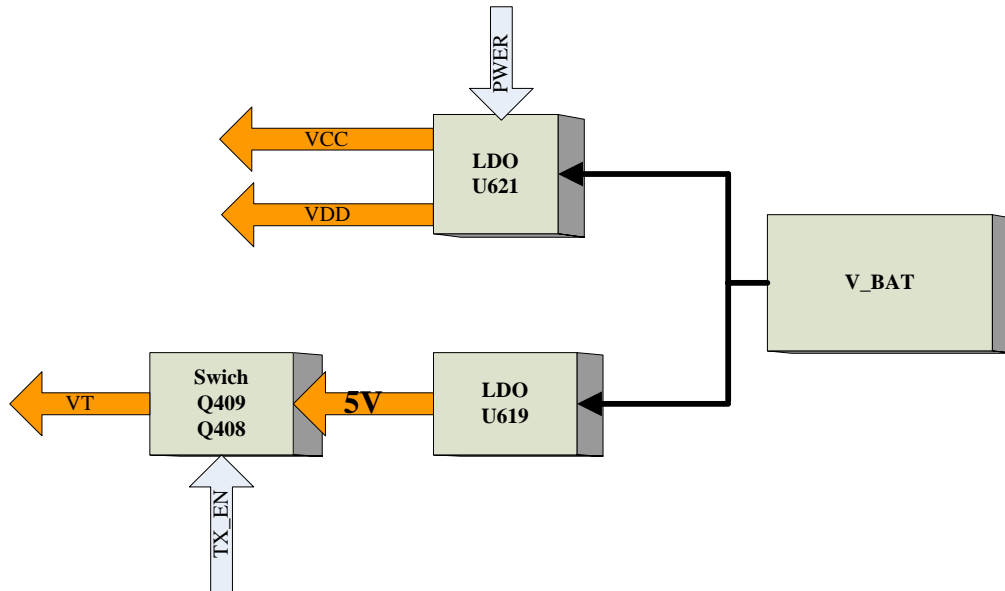 PWER
VCC
LDO
U621
VDD
V_BAT
Swich
Q409
Q408
VT
5V
LDO
U619
TX_EN